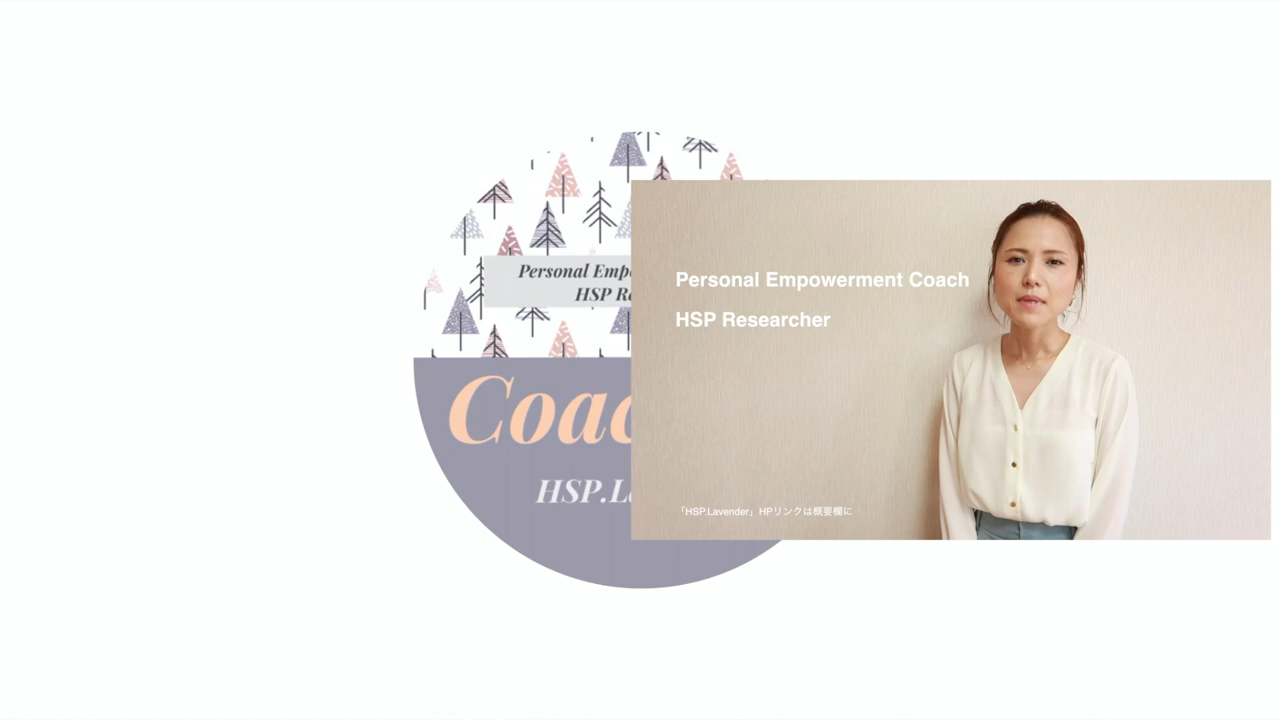 Personal
HSP
Coac
HSP.L
Personal Empowerment Coach
HSP Researcher
「HSP.Lavender」HPリンクは概要欄に